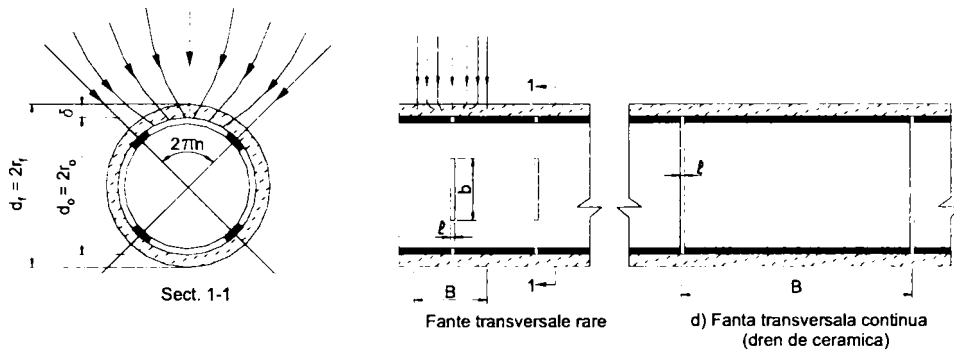 d_f = 2r_f
d_o = 2r_o
δ
2πn
Sect. 1-1
1
b
ℓ
B
1
Fante transversale rare
ℓ
B
d) Fanta transversala continua
(dren de ceramica)